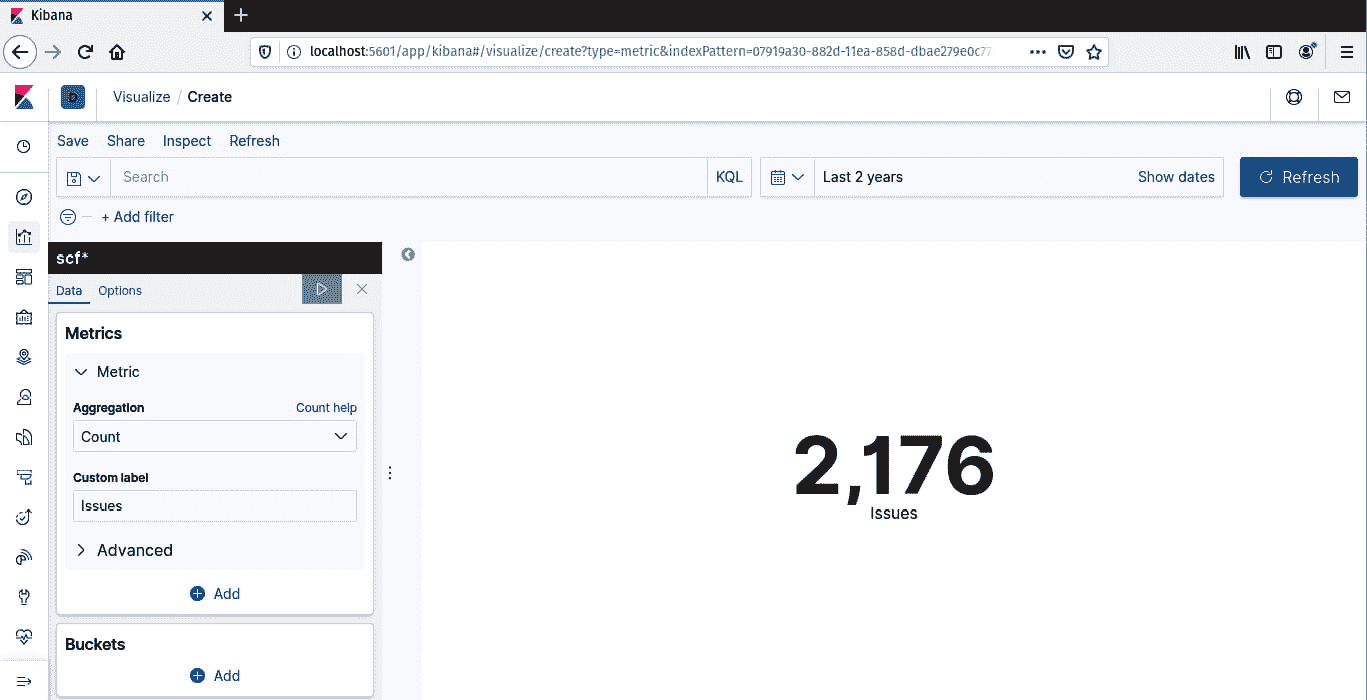 Kibana
localhost:5601/app/kibana#/visualize/create?type=metric&indexPattern=07919a30-882d-11ea-858d-dbae279e0c77
D Visualize / Create
Save Share Inspect Refresh
Search KQL Last 2 years Show dates Refresh
+ Add filter
scf*
Data Options
Metrics
Metric
Aggregation Count help
Count
Custom label
Issues
Advanced
Add
Buckets
Add
2,176
Issues